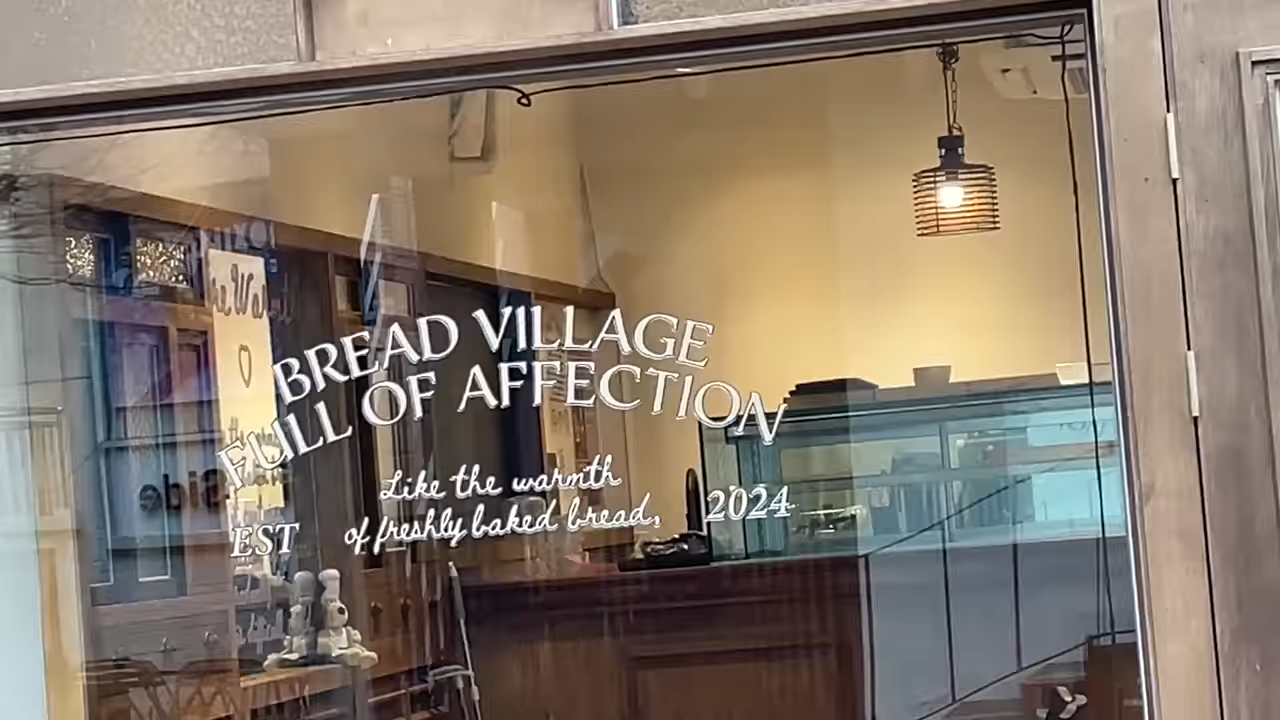 BREAD VILLAGE
FULL OF AFFECTION
Like the warmth
of freshly baked bread,
EST
2024